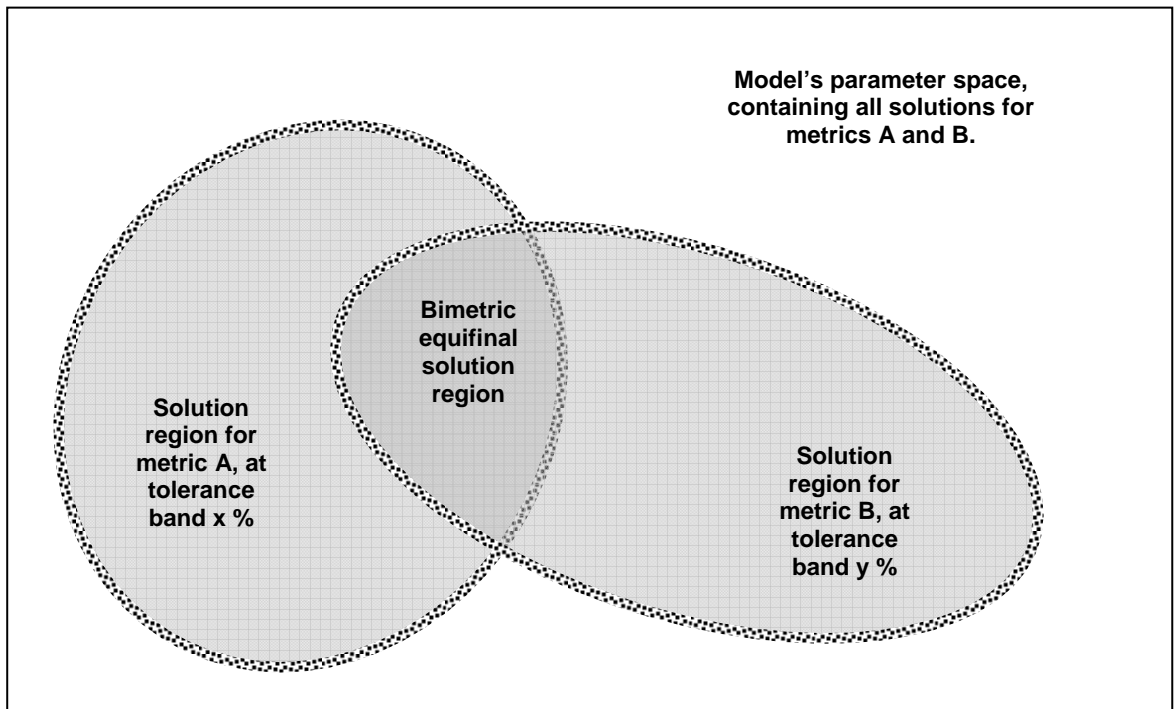 Model's parameter space,
containing all solutions for
metrics A and B.
Bimetric
equifinal
solution
region
Solution
region for
metric A, at
tolerance
band x %
Solution
region for
metric B, at
tolerance
band y %